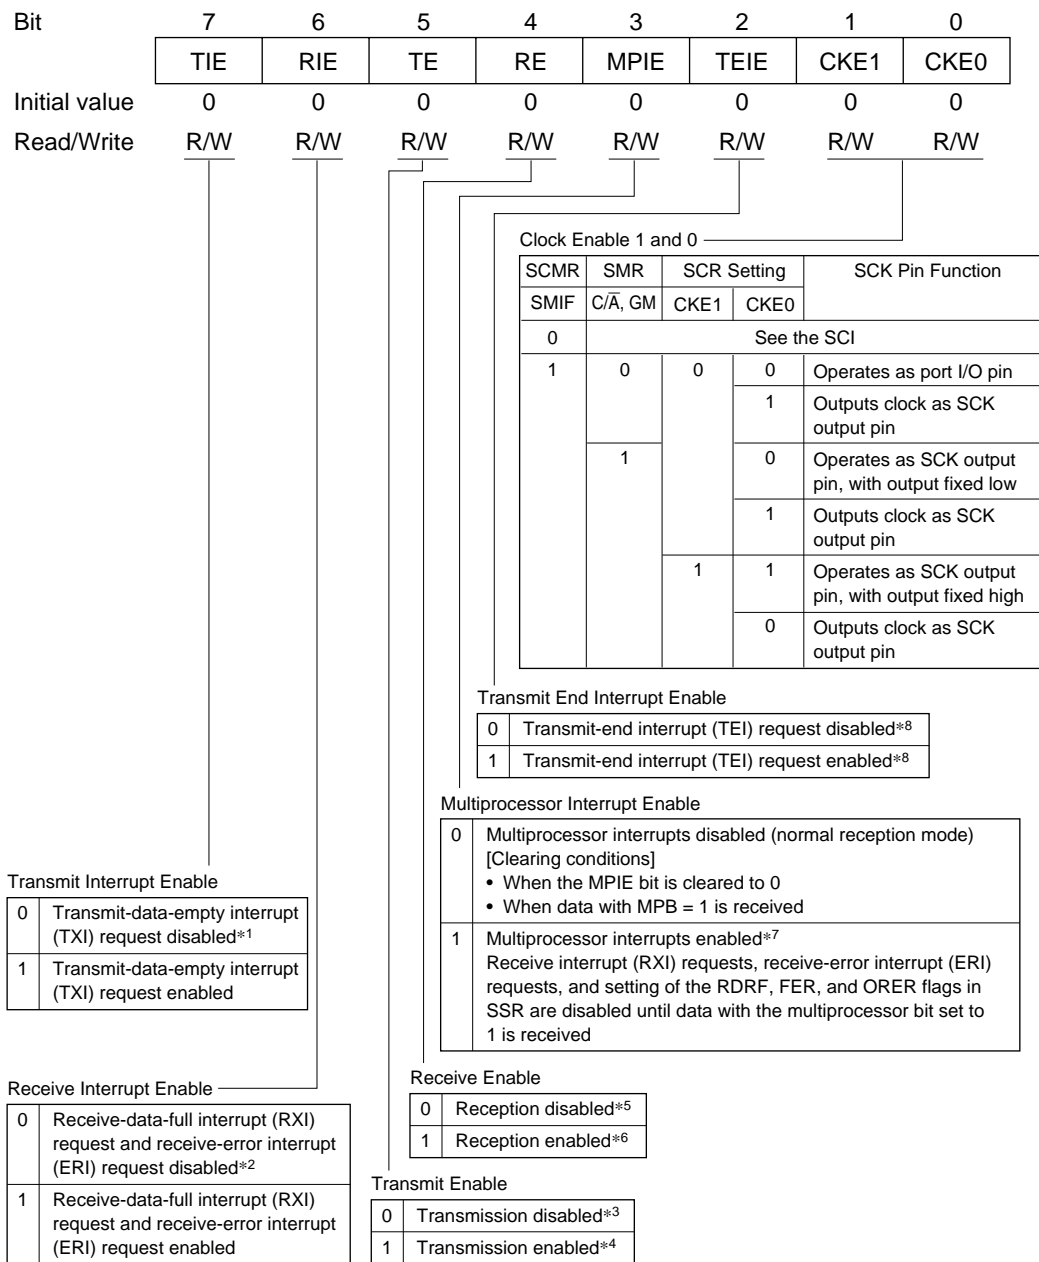 Bit 7 6 5 4 3 2 1 0
TIE RIE TE RE MPIE TEIE CKE1 CKE0
Initial value 0 0 0 0 0 0 0 0
Read/Write R/W R/W R/W R/W R/W R/W R/W R/W
Clock Enable 1 and 0
SCMR SMR SCR Setting SCK Pin Function
SMIF C/A̅, GM CKE1 CKE0
0 See the SCI
1 0 0 0 Operates as port I/O pin
1 Outputs clock as SCK
output pin
1 0 Operates as SCK output
pin, with output fixed low
1 Outputs clock as SCK
output pin
1 1 Operates as SCK output
pin, with output fixed high
0 Outputs clock as SCK
output pin
Transmit End Interrupt Enable
0 Transmit-end interrupt (TEI) request disabled*8
1 Transmit-end interrupt (TEI) request enabled*8
Multiprocessor Interrupt Enable
0 Multiprocessor interrupts disabled (normal reception mode)
[Clearing conditions]
• When the MPIE bit is cleared to 0
• When data with MPB = 1 is received
1 Multiprocessor interrupts enabled*7
Receive interrupt (RXI) requests, receive-error interrupt (ERI)
requests, and setting of the RDRF, FER, and ORER flags in
SSR are disabled until data with the multiprocessor bit set to
1 is received
Transmit Interrupt Enable
0 Transmit-data-empty interrupt
(TXI) request disabled*1
1 Transmit-data-empty interrupt
(TXI) request enabled
Receive Enable
0 Reception disabled*5
1 Reception enabled*6
Receive Interrupt Enable
0 Receive-data-full interrupt (RXI)
request and receive-error interrupt
(ERI) request disabled*2
1 Receive-data-full interrupt (RXI)
request and receive-error interrupt
(ERI) request enabled
Transmit Enable
0 Transmission disabled*3
1 Transmission enabled*4